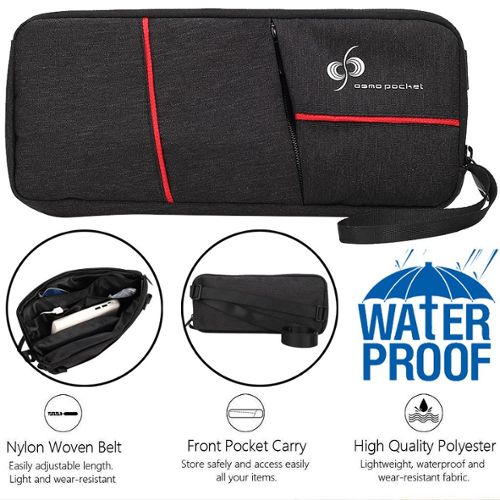 osmo pocket
WATER
PROOF
Nylon Woven Belt
Easily adjustable length.
Light and wear-resistant
Front Pocket Carry
Store safely and access easily
all your items.
High Quality Polyester
Lightweight, waterproof and
wear-resistant fabric.